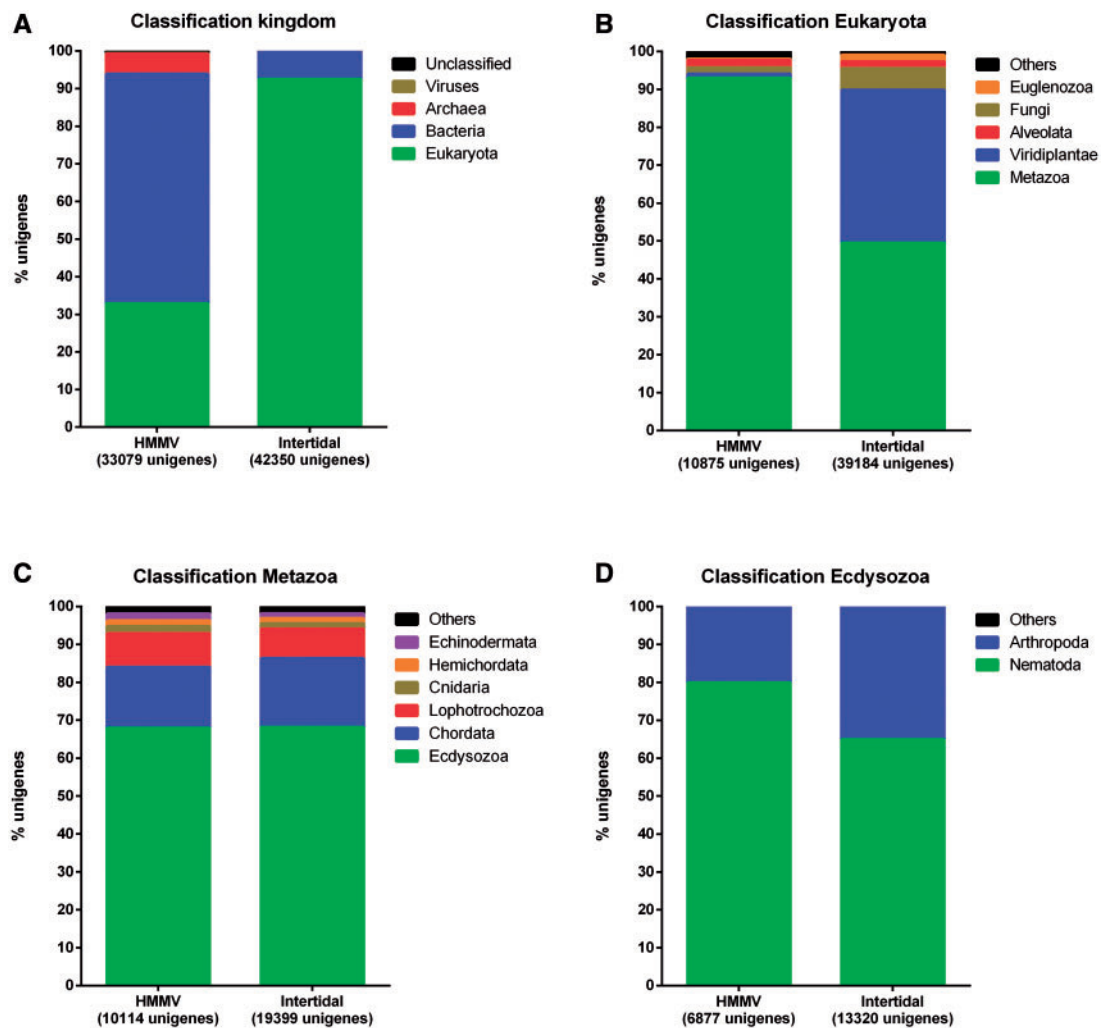 A
Classification kingdom
% unigenes
100
90
80
70
60
50
40
30
20
10
0
HMMV
(33079 unigenes)
Intertidal
(42350 unigenes)
Unclassified
Viruses
Archaea
Bacteria
Eukaryota
B
Classification Eukaryota
% unigenes
100
90
80
70
60
50
40
30
20
10
0
HMMV
(10875 unigenes)
Intertidal
(39184 unigenes)
Others
Euglenozoa
Fungi
Alveolata
Viridiplantae
Metazoa
C
Classification Metazoa
% unigenes
100
90
80
70
60
50
40
30
20
10
0
HMMV
(10114 unigenes)
Intertidal
(19399 unigenes)
Others
Echinodermata
Hemichordata
Cnidaria
Lophotrochozoa
Chordata
Ecdysozoa
D
Classification Ecdysozoa
% unigenes
100
90
80
70
60
50
40
30
20
10
0
HMMV
(6877 unigenes)
Intertidal
(13320 unigenes)
Others
Arthropoda
Nematoda